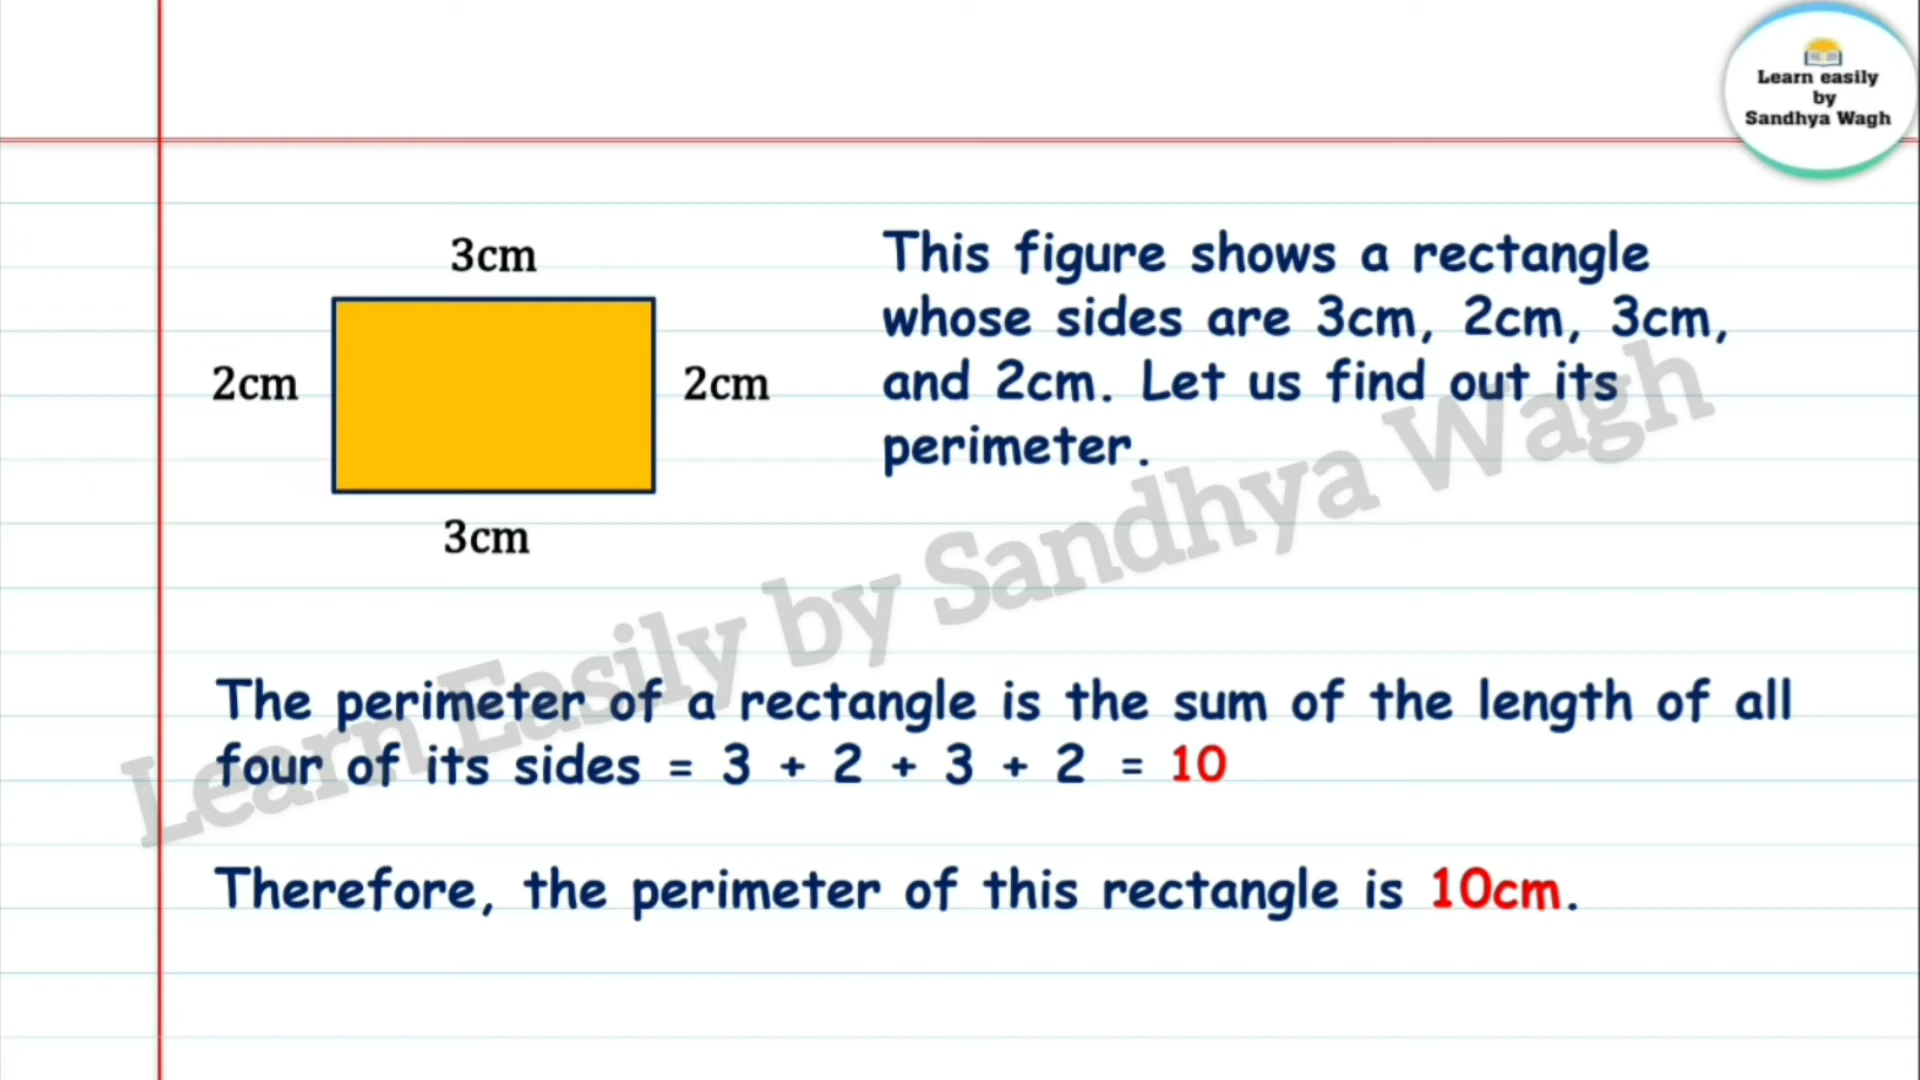 Learn easily
by
Sandhya Wagh
3cm
2cm
2cm
3cm
This figure shows a rectangle
whose sides are 3cm, 2cm, 3cm,
and 2cm. Let us find out its
perimeter.
Learn Easily by Sandhya Wagh
The perimeter of a rectangle is the sum of the length of all
four of its sides = 3 + 2 + 3 + 2 = 10
Therefore, the perimeter of this rectangle is 10cm.